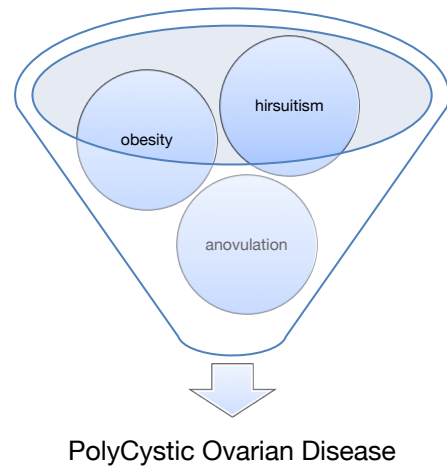 hirsuitism
obesity
anovulation
PolyCystic Ovarian Disease